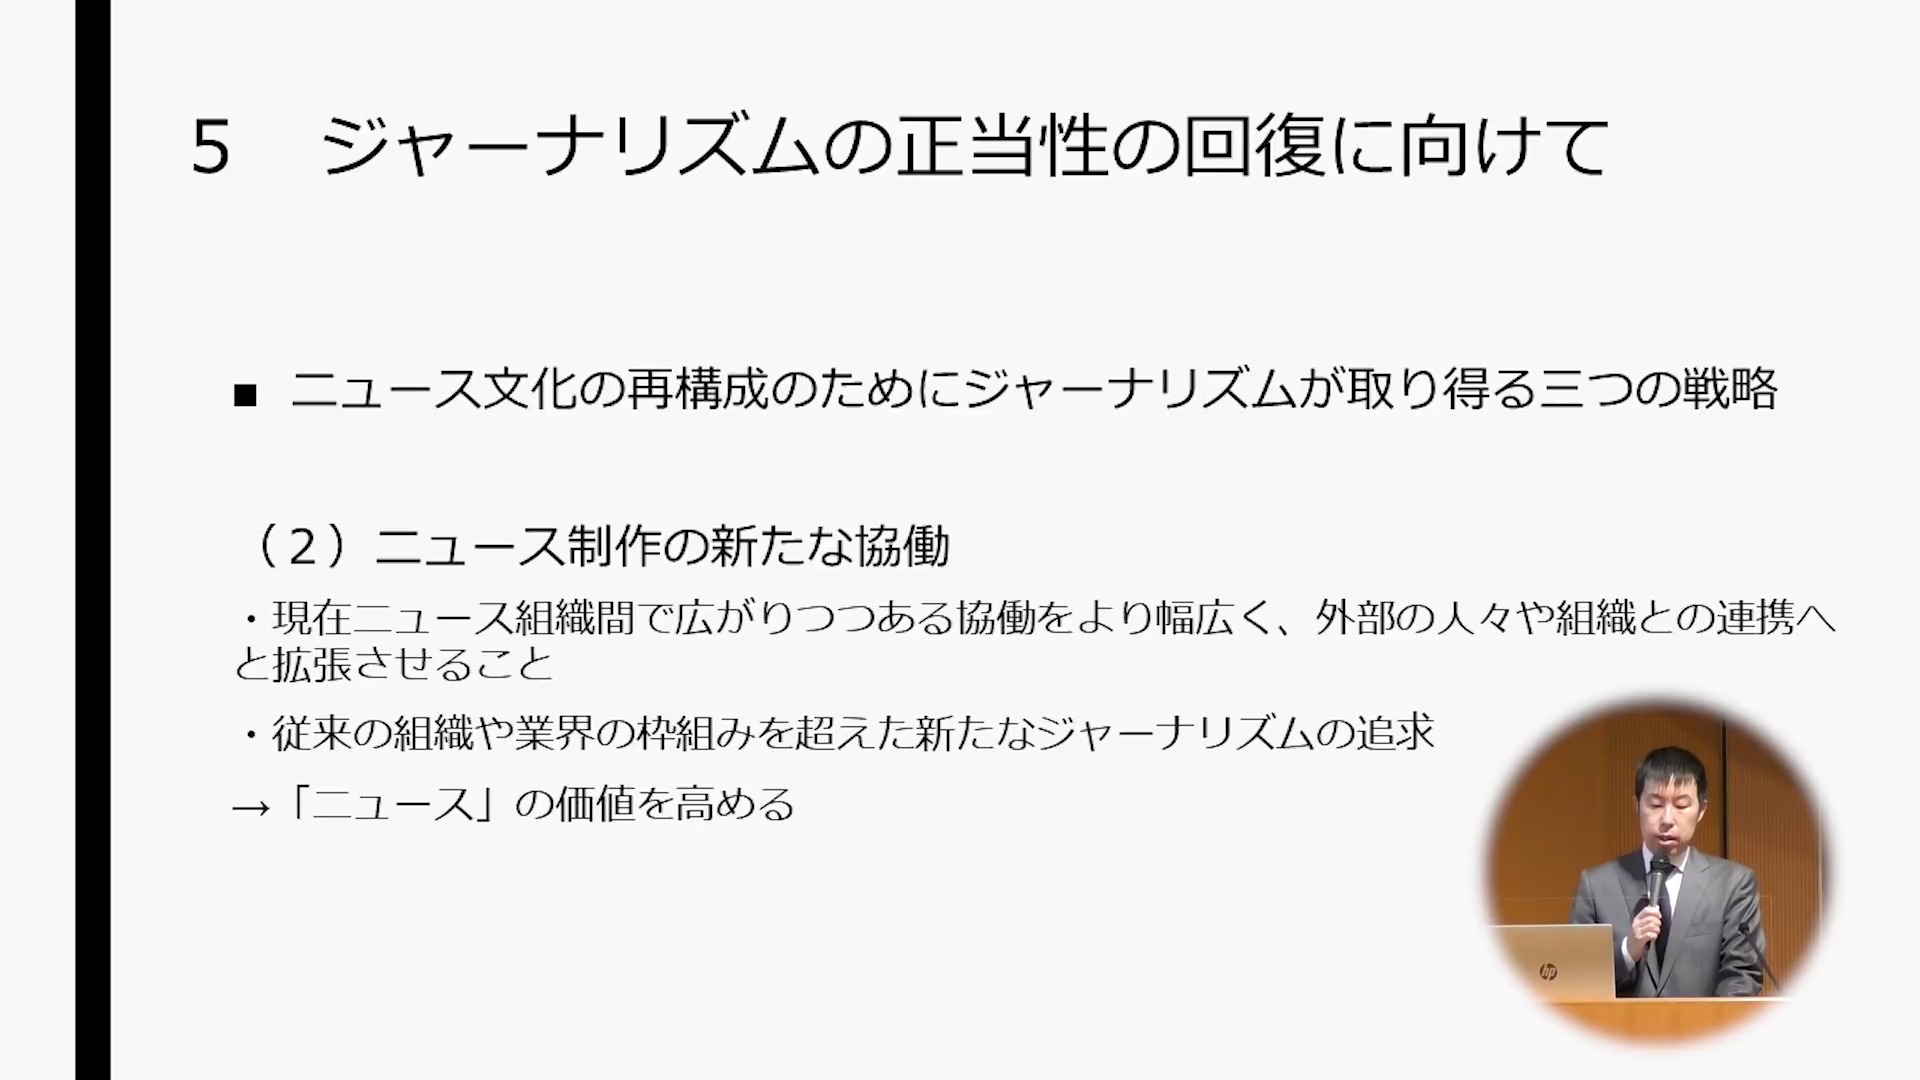 5　ジャーナリズムの正当性の回復に向けて
■ ニュース文化の再構成のためにジャーナリズムが取り得る三つの戦略
（２）ニュース制作の新たな協働
・現在ニュース組織間で広がりつつある協働をより幅広く、外部の人々や組織との連携へ
と拡張させること
・従来の組織や業界の枠組みを超えた新たなジャーナリズムの追求
→「ニュース」の価値を高める
hp